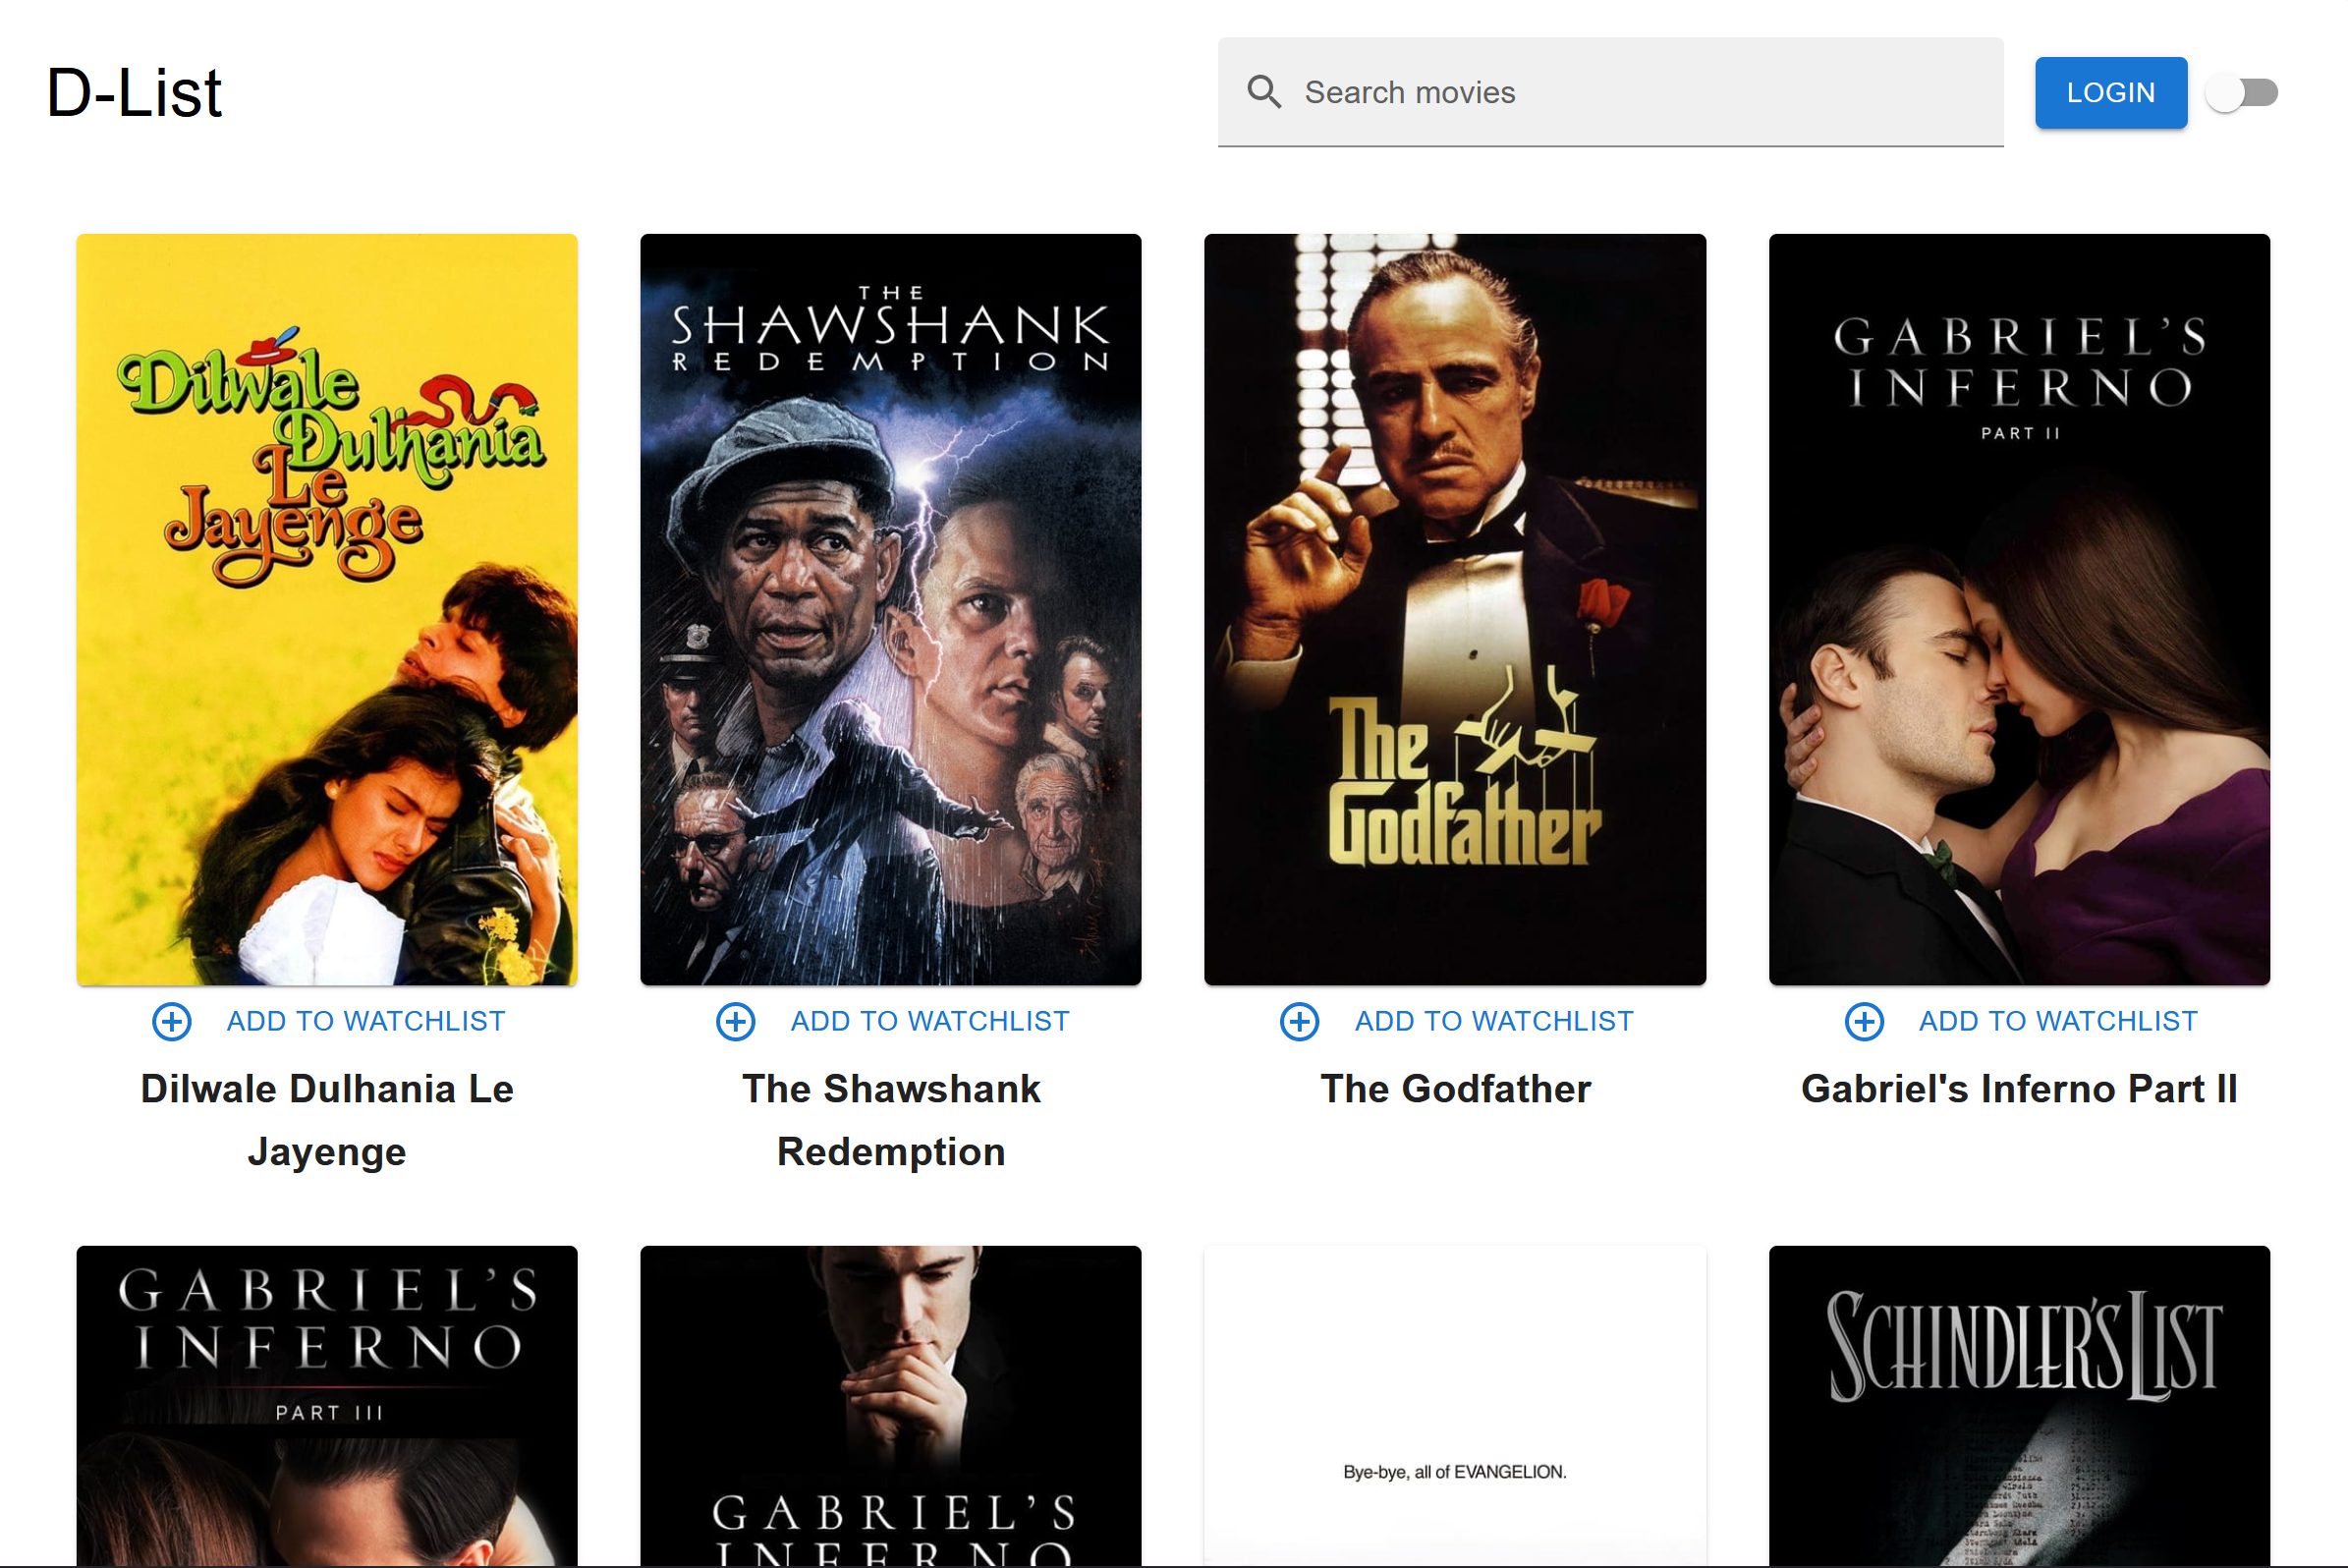 D-List
Search movies
LOGIN
Dilwale
Dulhania
Le
Jayenge
THE
SHAWSHANK
REDEMPTION
The
Godfather
GABRIEL'S
INFERNO
PART II
ADD TO WATCHLIST
ADD TO WATCHLIST
ADD TO WATCHLIST
ADD TO WATCHLIST
Dilwale Dulhania Le
Jayenge
The Shawshank
Redemption
The Godfather
Gabriel's Inferno Part II
GABRIEL'S
INFERNO
PART III
GABRIEL'S
INFERNO
Bye-bye, all of EVANGELION.
SCHINDLER'S LIST